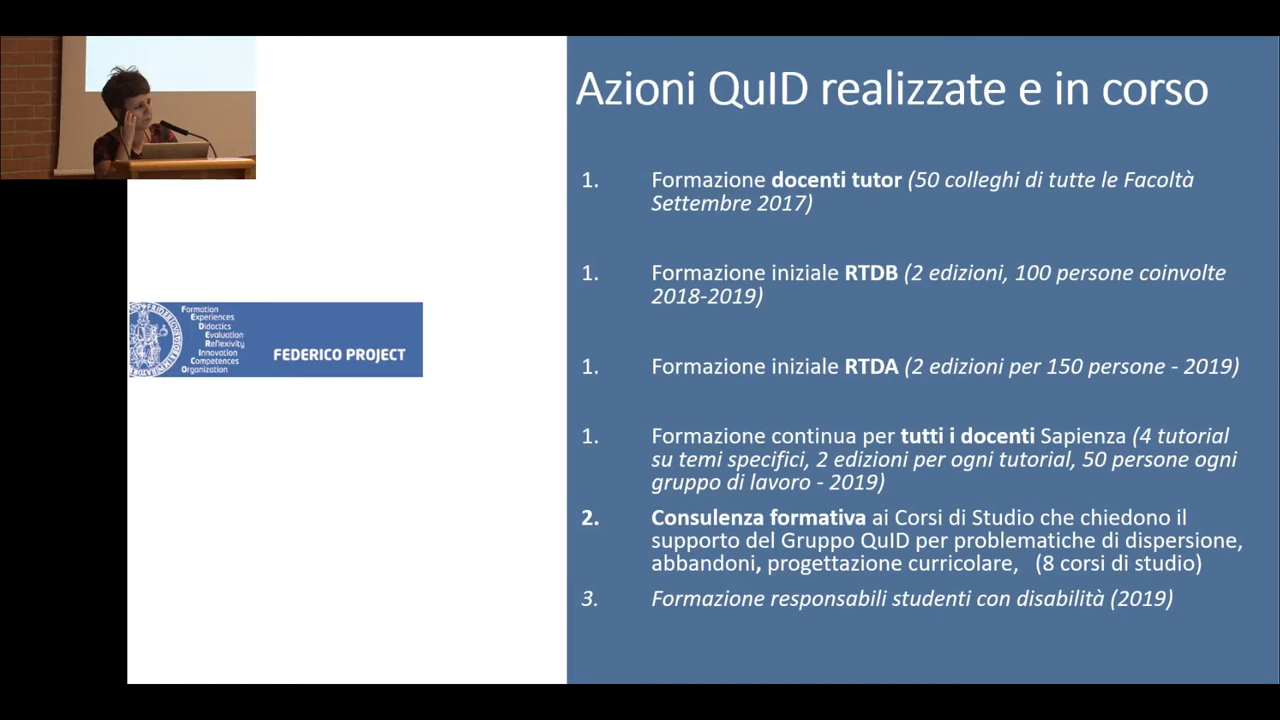 Azioni QuID realizzate e in corso
1. Formazione docenti tutor (50 colleghi di tutte le Facoltà
Settembre 2017)
1. Formazione iniziale RTDB (2 edizioni, 100 persone coinvolte
2018-2019)
1. Formazione iniziale RTDA (2 edizioni per 150 persone - 2019)
1. Formazione continua per tutti i docenti Sapienza (4 tutorial
su temi specifici, 2 edizioni per ogni tutorial, 50 persone ogni
gruppo di lavoro - 2019)
2. Consulenza formativa ai Corsi di Studio che chiedono il
supporto del Gruppo QuID per problematiche di dispersione,
abbandoni, progettazione curricolare, (8 corsi di studio)
3. Formazione responsabili studenti con disabilità (2019)
Formation
Experiences
Didactics
Evaluation
Reflexivity
Innovation
Competences
Organization
FEDERICO PROJECT